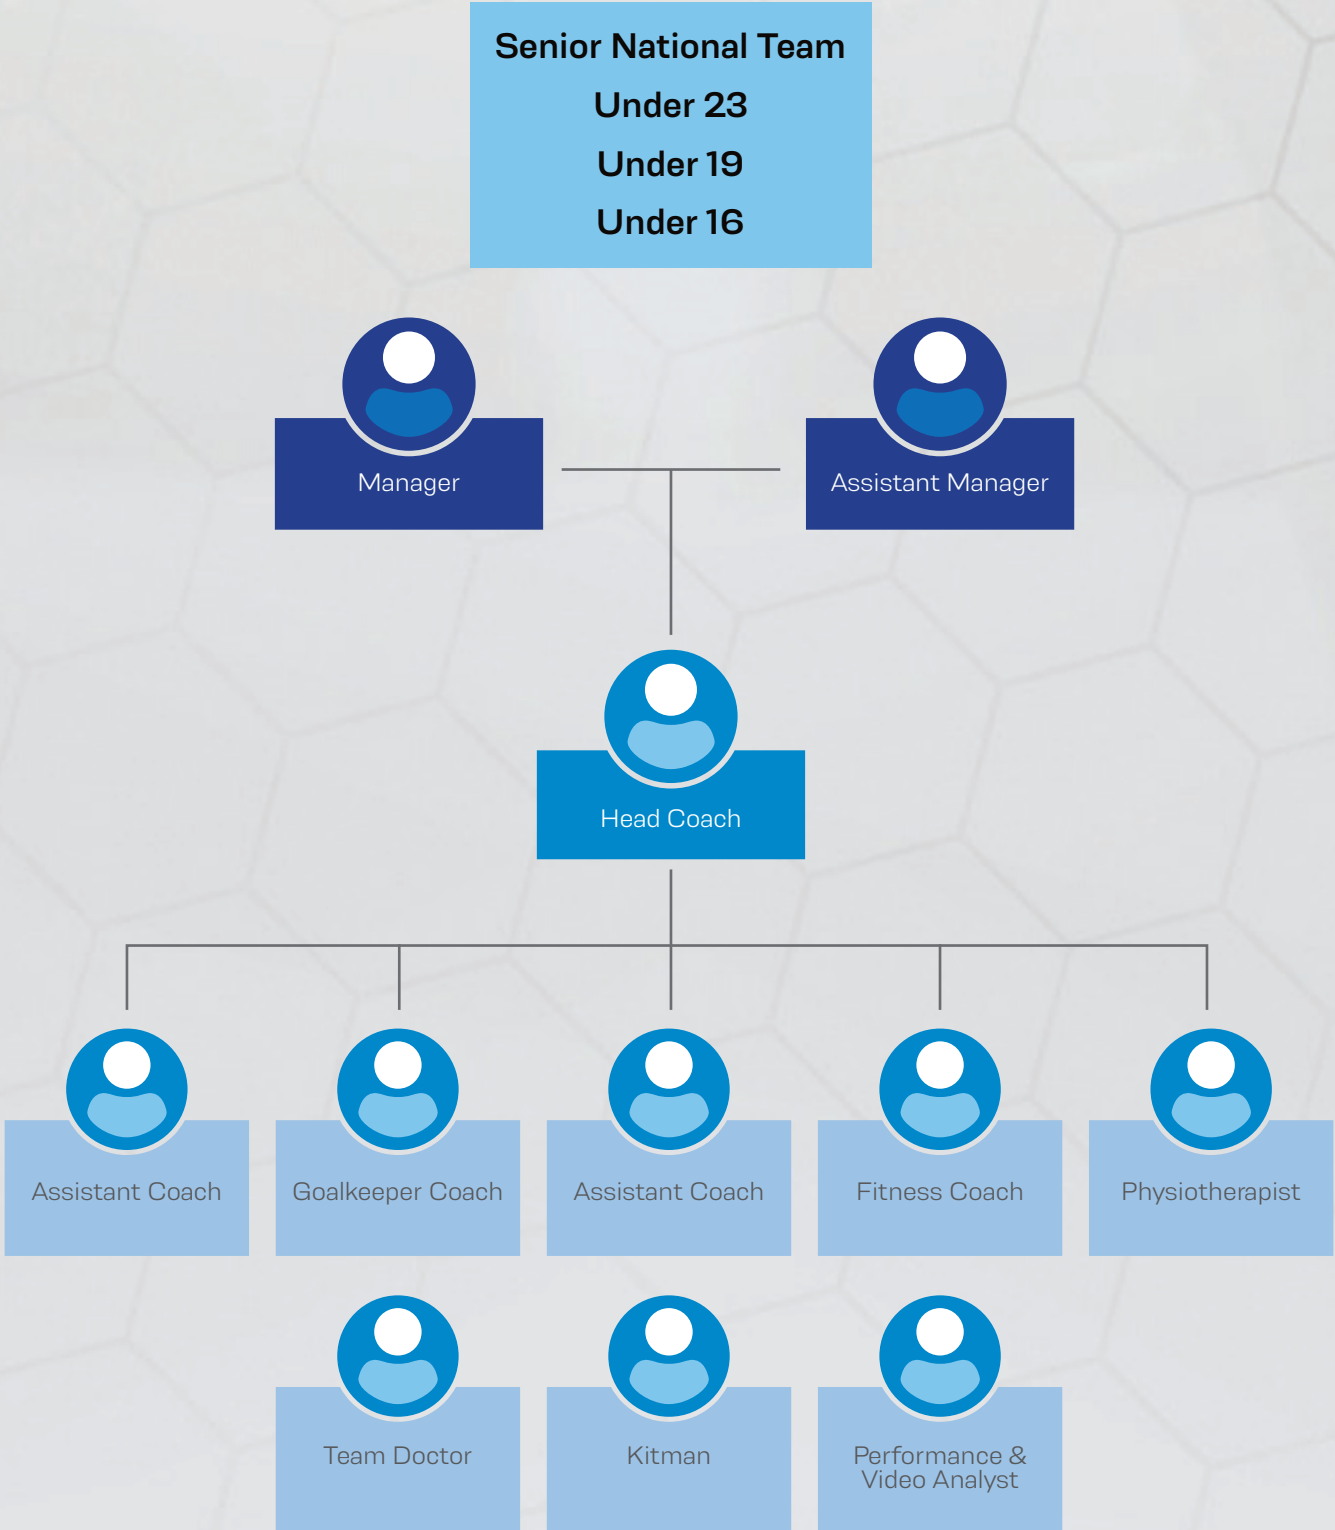 Senior National Team
Under 23
Under 19
Under 16
Manager
Assistant Manager
Head Coach
Assistant Coach
Goalkeeper Coach
Assistant Coach
Fitness Coach
Physiotherapist
Team Doctor
Kitman
Performance &
Video Analyst